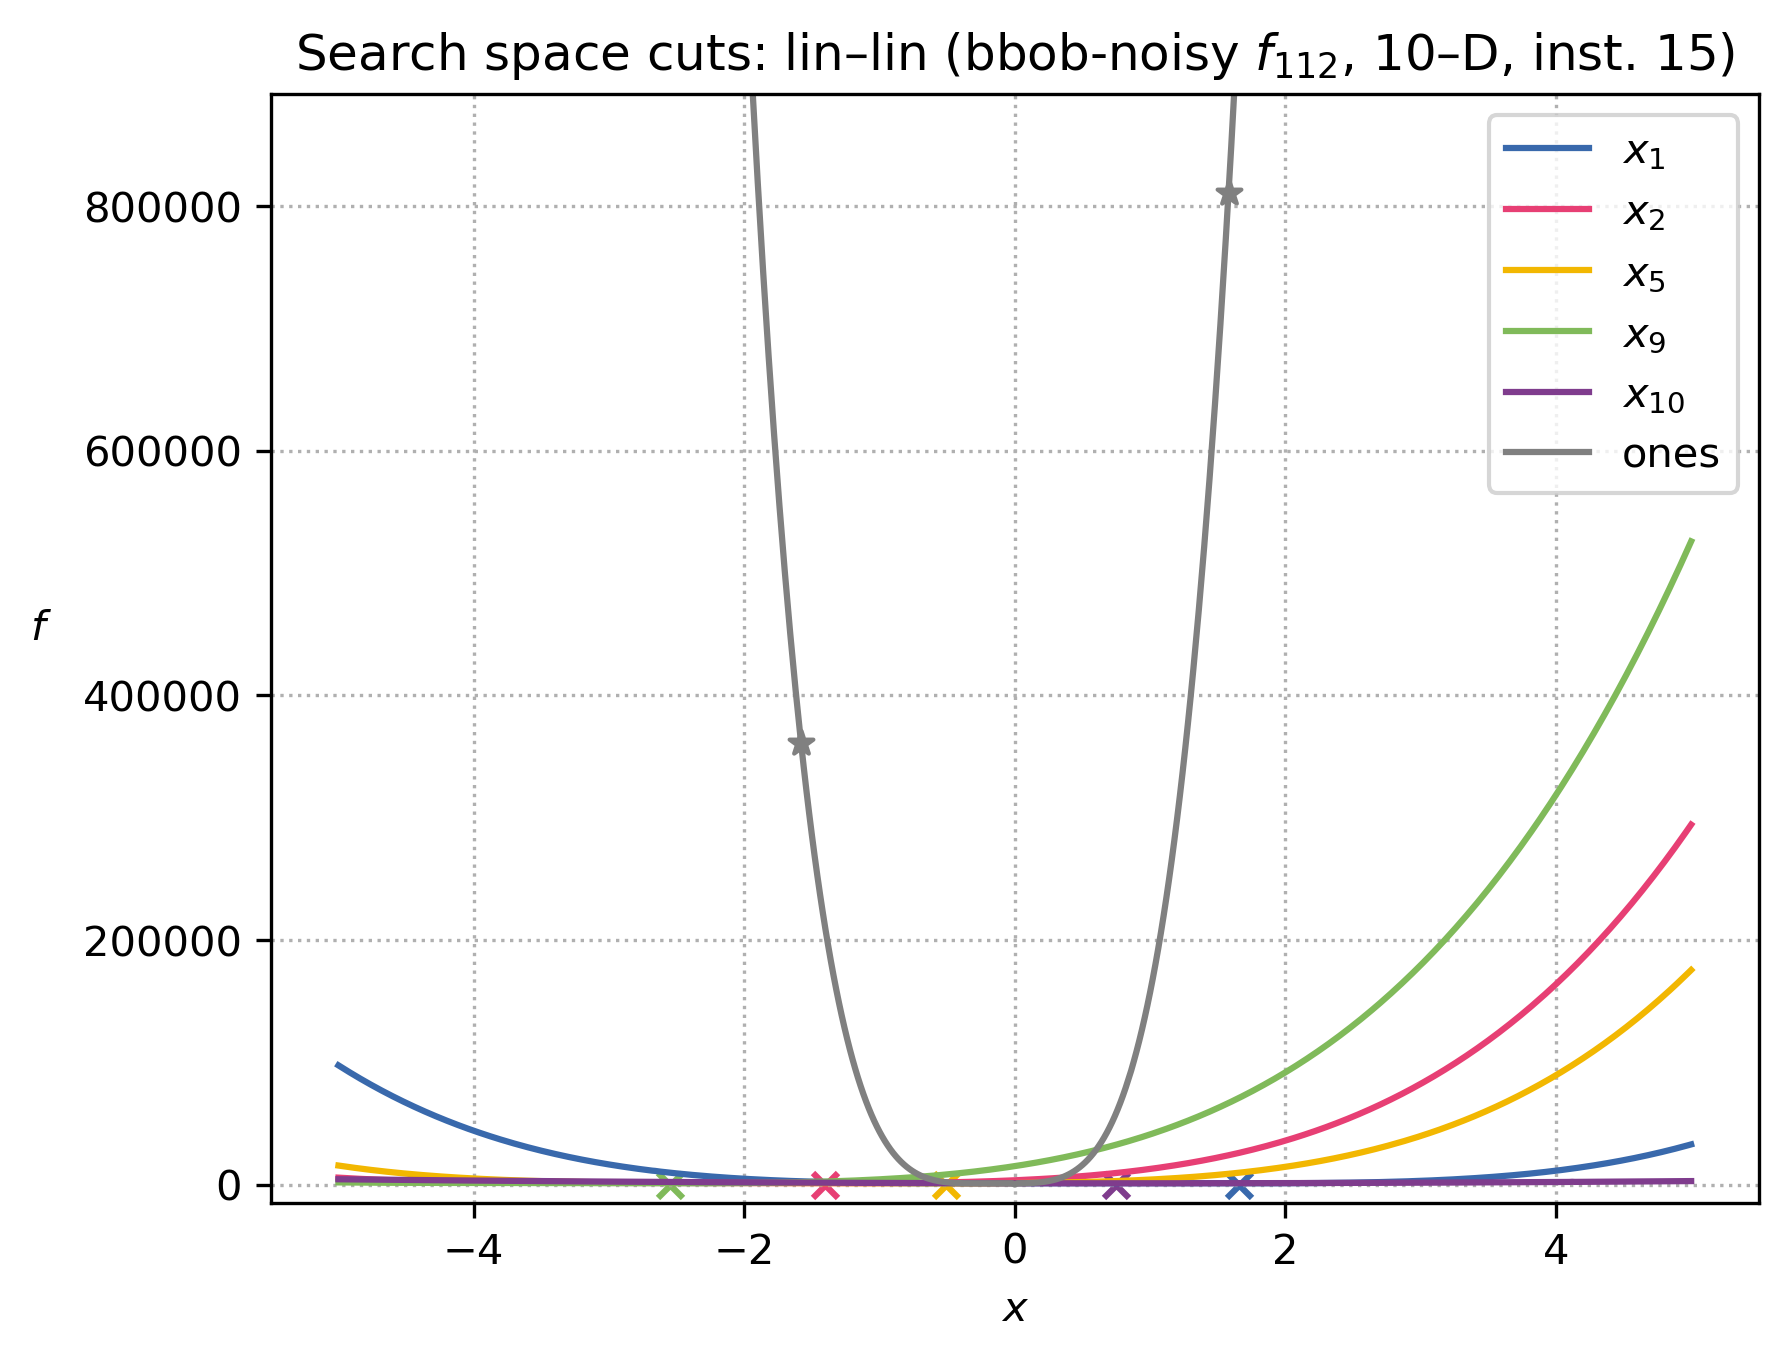 Search space cuts: lin–lin (bbob-noisy f₁₁₂, 10–D, inst. 15)
x₁
x₂
x₅
x₉
x₁₀
ones
800000
600000
400000
200000
0
f
−4
−2
0
2
4
x